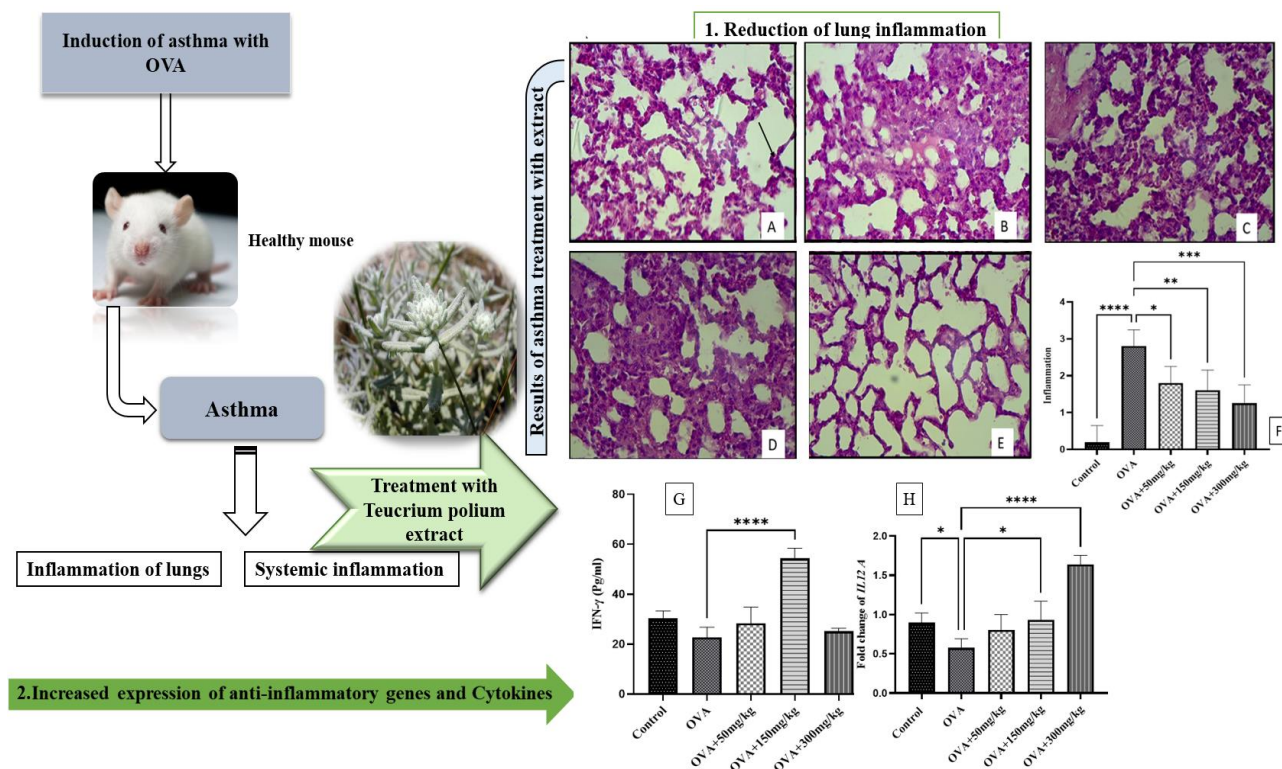 Induction of asthma with
OVA
Healthy mouse
Asthma
Inflammation of lungs
Systemic inflammation
Treatment with
Teucrium polium
extract
Results of asthma treatment with extract
1. Reduction of lung inflammation
A
B
C
D
E
F
Inflammation
4
3
2
1
0
****
*
**
***
Control
OVA
OVA+50mg/kg
OVA+150mg/kg
OVA+300mg/kg
2.Increased expression of anti-inflammatory genes and Cytokines
G
IFN-γ (Pg/ml)
80
60
40
20
0
****
Control
OVA
OVA+50mg/kg
OVA+150mg/kg
OVA+300mg/kg
H
Fold change of IL12 A
2.0
1.5
1.0
0.5
0.0
*
*
****
Control
OVA
OVA+50mg/kg
OVA+150mg/kg
OVA+300mg/kg